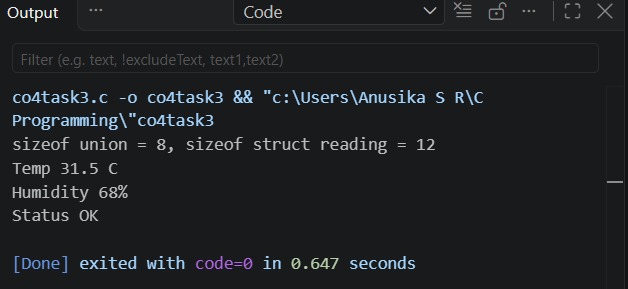 Output ··· Code ···
Filter (e.g. text, !excludeText, text1,text2)
co4task3.c -o co4task3 && "c:\Users\Anusika S R\C
Programming\"co4task3
sizeof union = 8, sizeof struct reading = 12
Temp 31.5 C
Humidity 68%
Status OK
[Done] exited with code=0 in 0.647 seconds